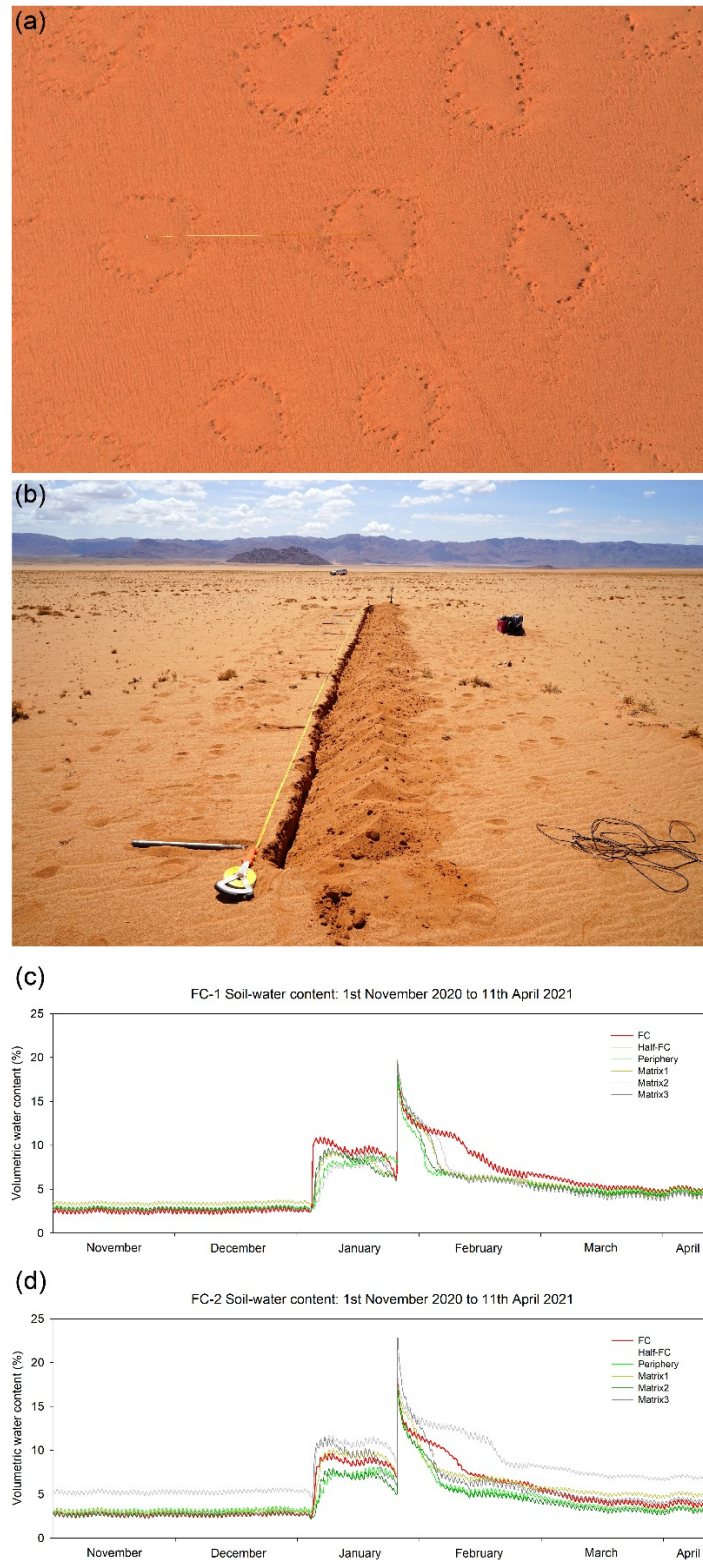 (a)
(b)
(c)
FC-1 Soil-water content: 1st November 2020 to 11th April 2021
25
20
15
10
5
0
Volumetric water content (%)
FC
Half-FC
Periphery
Matrix1
Matrix2
Matrix3
November December January February March April
(d)
FC-2 Soil-water content: 1st November 2020 to 11th April 2021
25
20
15
10
5
0
Volumetric water content (%)
FC
Half-FC
Periphery
Matrix1
Matrix2
Matrix3
November December January February March April